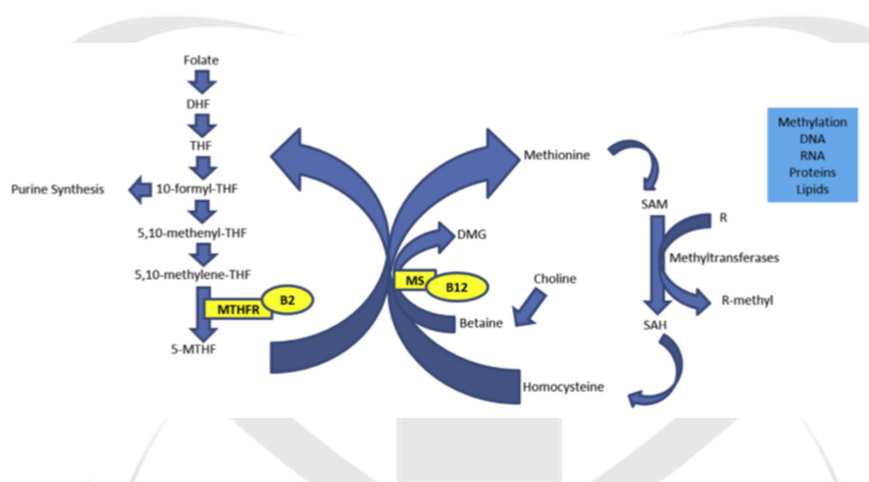 Folate
DHF
THF
Purine Synthesis
10-formyl-THF
5,10-methenyl-THF
5,10-methylene-THF
MTHFR
B2
5-MTHF
Methionine
DMG
MS
B12
Choline
Betaine
Homocysteine
SAM
R
Methyltransferases
R-methyl
SAH
Methylation
DNA
RNA
Proteins
Lipids